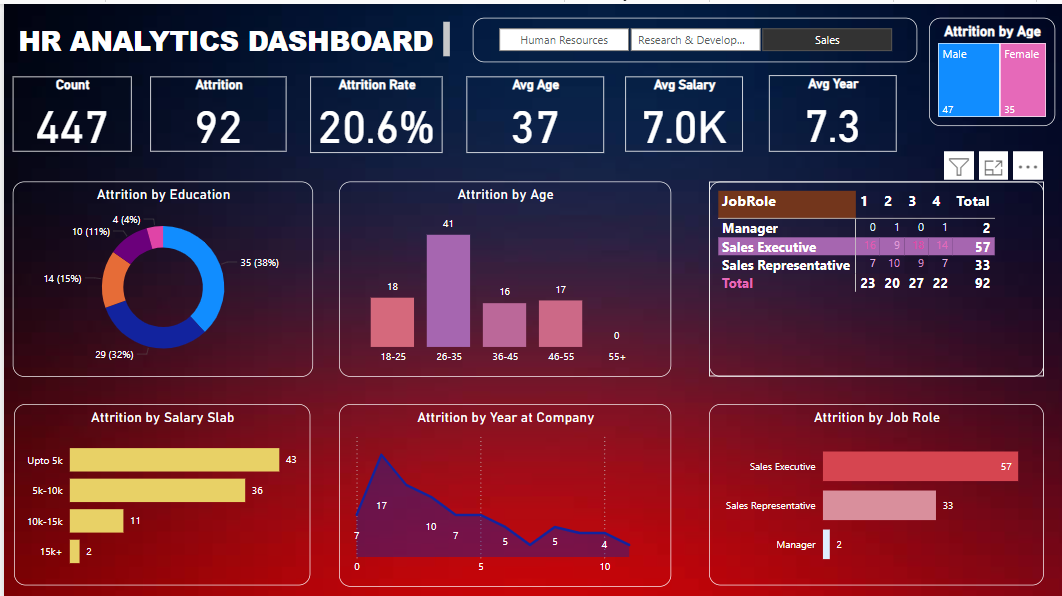 HR ANALYTICS DASHBOARD
Human Resources
Research & Develop...
Sales
Attrition by Age
Male
Female
47
35
Count
447
Attrition
92
Attrition Rate
20.6%
Avg Age
37
Avg Salary
7.0K
Avg Year
7.3
Attrition by Education
4 (4%)
10 (11%)
14 (15%)
29 (32%)
35 (38%)
Attrition by Age
18
41
16
17
0
18-25
26-35
36-45
46-55
55+
JobRole 1 2 3 4 Total
Manager 0 1 0 1 2
Sales Executive 16 9 18 14 57
Sales Representative 7 10 9 7 33
Total 23 20 27 22 92
Attrition by Salary Slab
Upto 5k 43
5k-10k 36
10k-15k 11
15k+ 2
Attrition by Year at Company
7
17
10
7
5
5
4
0
5
10
Attrition by Job Role
Sales Executive 57
Sales Representative 33
Manager 2